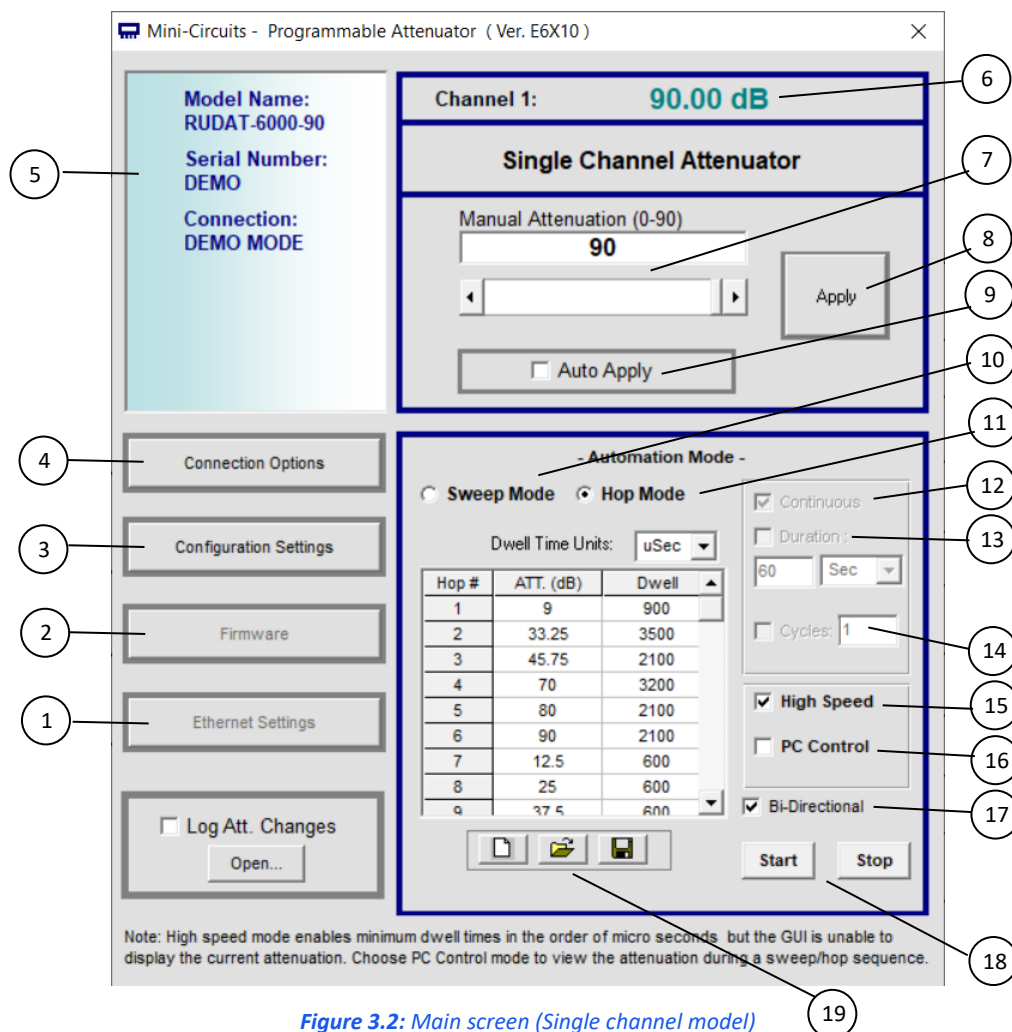 Mini-Circuits - Programmable Attenuator ( Ver. E6X10 )
Model Name:
RUDAT-6000-90
Serial Number:
DEMO
Connection:
DEMO MODE
Channel 1: 90.00 dB
Single Channel Attenuator
Manual Attenuation (0-90)
90
Apply
Auto Apply
Connection Options
Configuration Settings
Firmware
Ethernet Settings
Log Att. Changes
Open...
- Automation Mode -
Sweep Mode Hop Mode
Dwell Time Units: uSec
Hop # ATT. (dB) Dwell
1 9 900
2 33.25 3500
3 45.75 2100
4 70 3200
5 80 2100
6 90 2100
7 12.5 600
8 25 600
9 37.5 600
Continuous
Duration :
60 Sec
Cycles: 1
High Speed
PC Control
Bi-Directional
Start Stop
Note: High speed mode enables minimum dwell times in the order of micro seconds but the GUI is unable to
display the current attenuation. Choose PC Control mode to view the attenuation during a sweep/hop sequence.
5
4
3
2
1
6
7
8
9
10
11
12
13
14
15
16
17
18
19
Figure 3.2: Main screen (Single channel model)